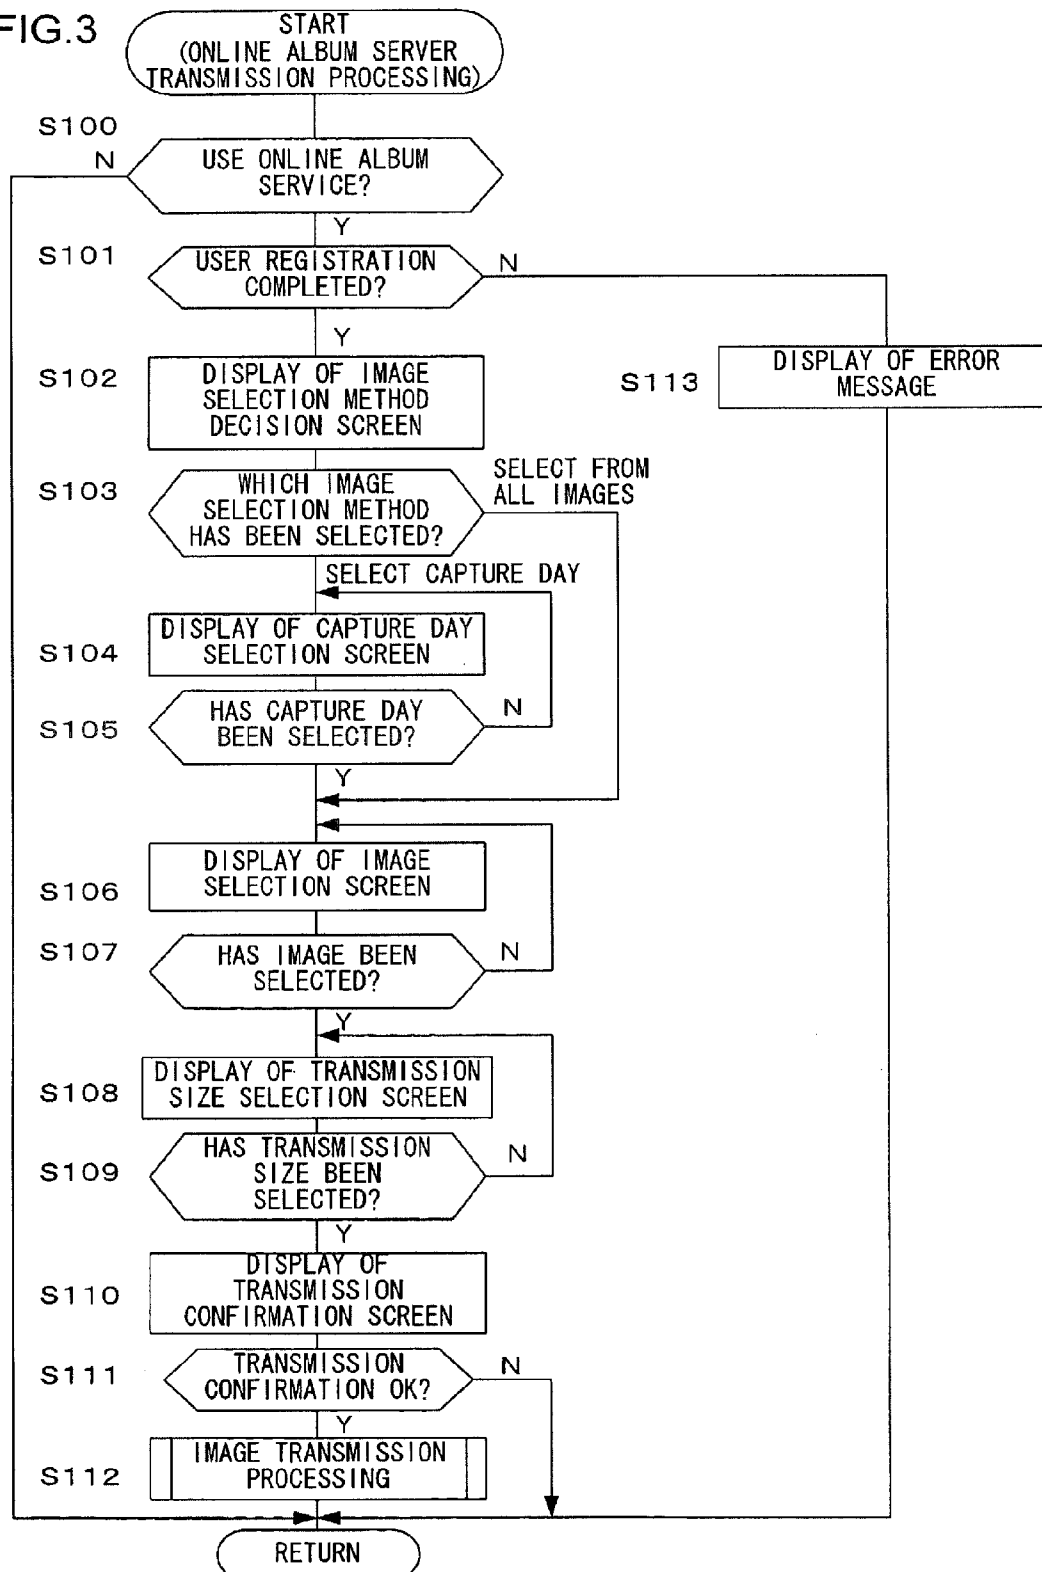 FIG.3
START
(ONLINE ALBUM SERVER
TRANSMISSION PROCESSING)
S100
N
USE ONLINE ALBUM
SERVICE?
Y
S101
USER REGISTRATION
COMPLETED?
N
Y
S102
DISPLAY OF IMAGE
SELECTION METHOD
DECISION SCREEN
S113
DISPLAY OF ERROR
MESSAGE
S103
WHICH IMAGE
SELECTION METHOD
HAS BEEN SELECTED?
SELECT FROM
ALL IMAGES
SELECT CAPTURE DAY
S104
DISPLAY OF CAPTURE DAY
SELECTION SCREEN
S105
HAS CAPTURE DAY
BEEN SELECTED?
N
Y
S106
DISPLAY OF IMAGE
SELECTION SCREEN
S107
HAS IMAGE BEEN
SELECTED?
N
Y
S108
DISPLAY OF TRANSMISSION
SIZE SELECTION SCREEN
S109
HAS TRANSMISSION
SIZE BEEN
SELECTED?
N
Y
S110
DISPLAY OF
TRANSMISSION
CONFIRMATION SCREEN
S111
TRANSMISSION
CONFIRMATION OK?
N
Y
S112
IMAGE TRANSMISSION
PROCESSING
RETURN